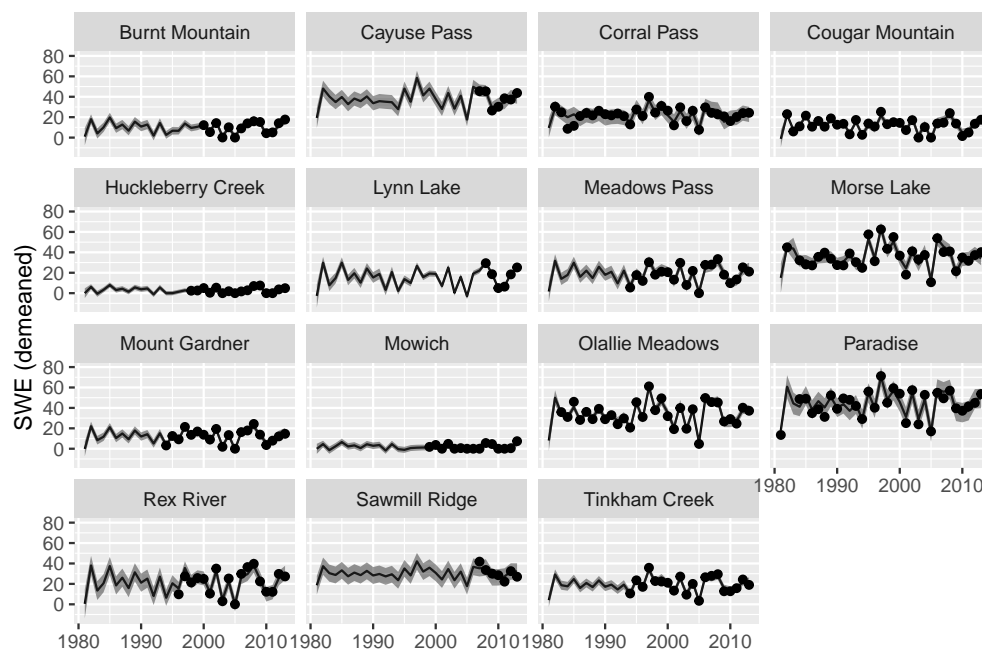 Burnt Mountain Cayuse Pass Corral Pass Cougar Mountain
80
60
40
20
0
Huckleberry Creek Lynn Lake Meadows Pass Morse Lake
80
60
40
20
0
SWE (demeaned)
Mount Gardner Mowich Olallie Meadows Paradise
80
60
40
20
0
1980 1990 2000 2010
Rex River Sawmill Ridge Tinkham Creek
80
60
40
20
0
1980 1990 2000 2010 1980 1990 2000 2010 1980 1990 2000 2010